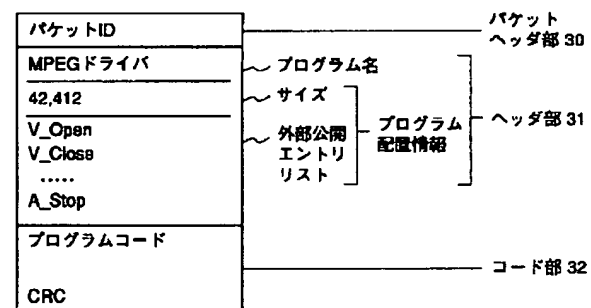 パケットID
パケット
ヘッダ部 30
MPEGドライバ
プログラム名
42,412
サイズ
V_Open
V_Close
.....
A_Stop
外部公開
エントリ
リスト
プログラム
配置情報
ヘッダ部 31
プログラムコード
CRC
コード部 32